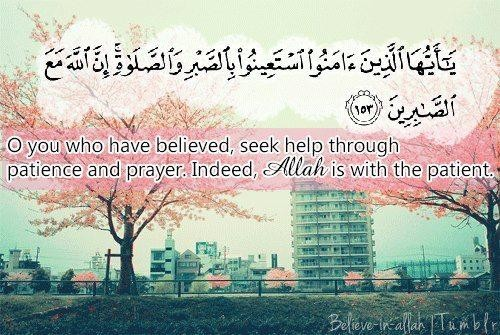 يَـٰٓأَيُّهَا ٱلَّذِينَ ءَامَنُوا۟ ٱسْتَعِينُوا۟ بِٱلصَّبْرِ وَٱلصَّلَوٰةِ ۚ إِنَّ ٱللَّهَ مَعَ
ٱلصَّـٰبِرِينَ ﴿١٥٣﴾
O you who have believed, seek help through
patience and prayer. Indeed, Allah is with the patient.
Believe-in-allah | Tumblr